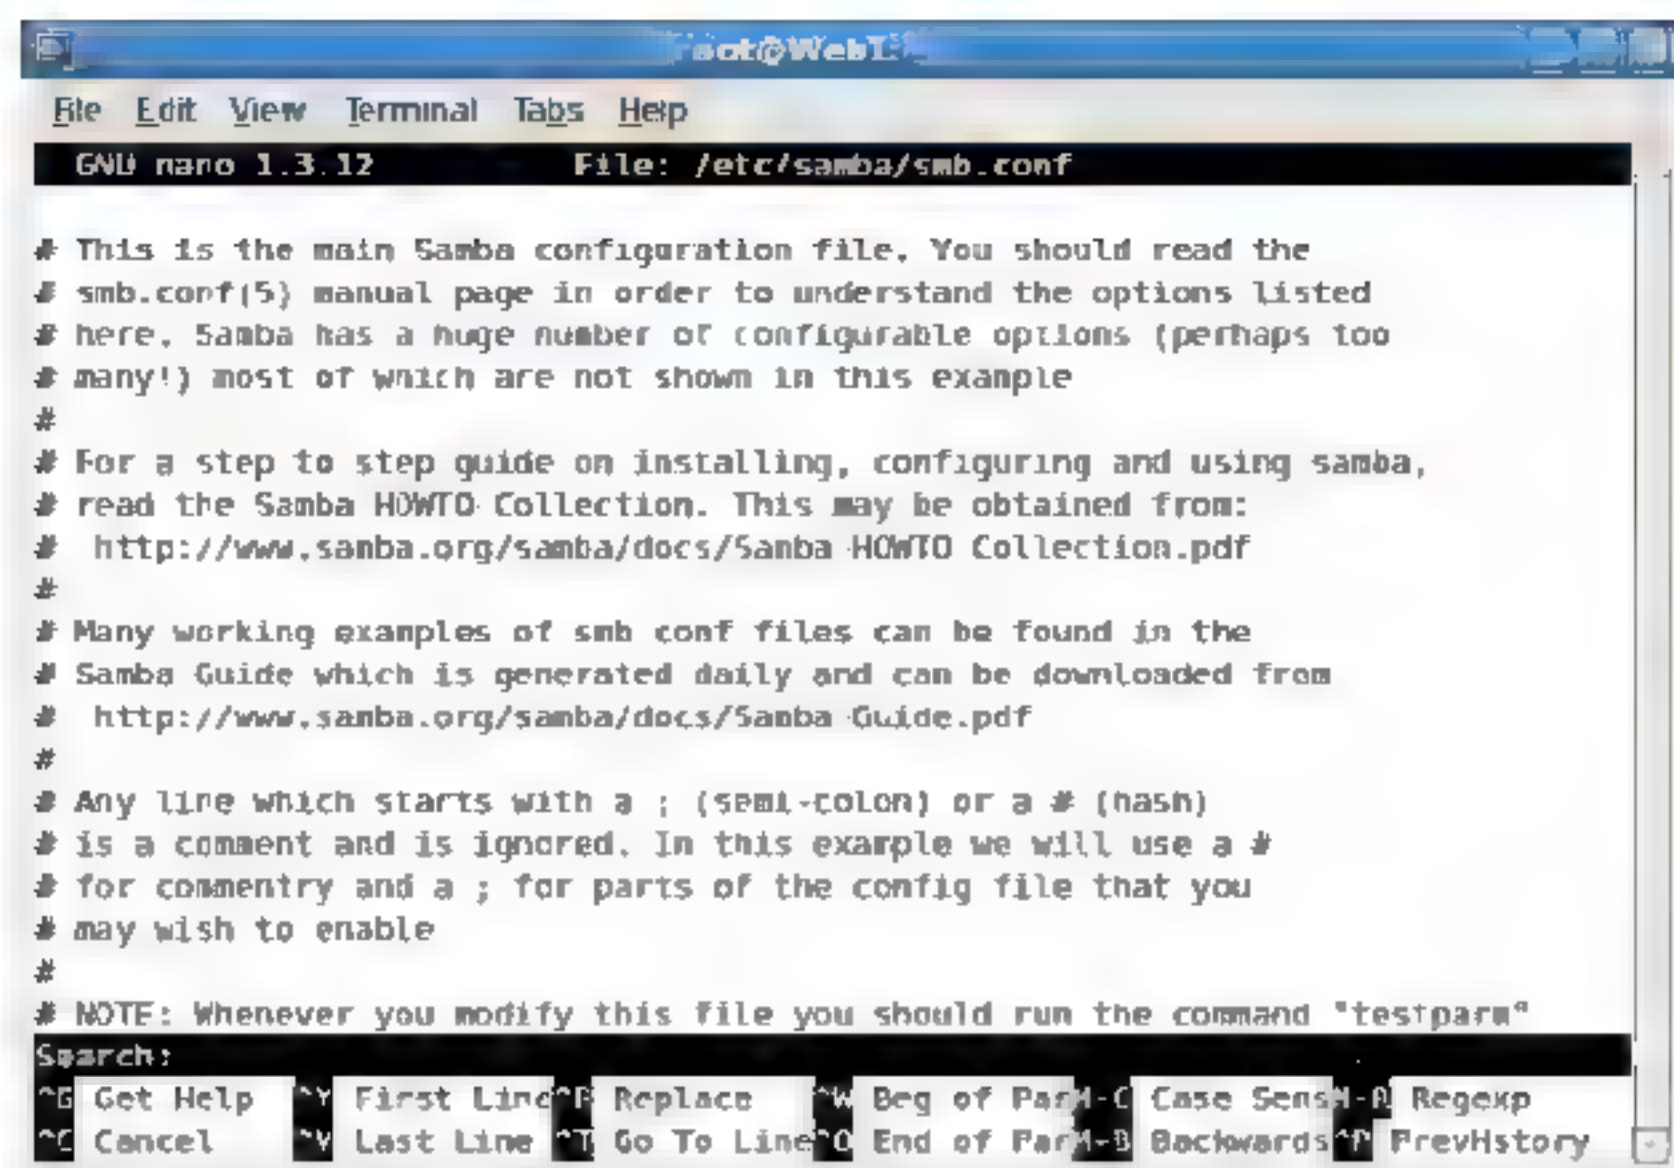 root@WebL
File Edit View Terminal Tabs Help
GNU nano 1.3.12 File: /etc/samba/smb.conf
# This is the main Samba configuration file. You should read the
# smb.conf(5) manual page in order to understand the options listed
# here. Samba has a huge number of configurable options (perhaps too
# many!) most of which are not shown in this example
#
# For a step to step guide on installing, configuring and using samba,
# read the Samba HOWTO Collection. This may be obtained from:
# http://www.samba.org/samba/docs/Samba-HOWTO-Collection.pdf
#
# Many working examples of smb.conf files can be found in the
# Samba Guide which is generated daily and can be downloaded from
# http://www.samba.org/samba/docs/Samba-Guide.pdf
#
# Any line which starts with a ; (semi-colon) or a # (hash)
# is a comment and is ignored. In this example we will use a #
# for commentry and a ; for parts of the config file that you
# may wish to enable
#
# NOTE: Whenever you modify this file you should run the command "testparm"
Search:
^G Get Help ^Y First Line ^R Replace ^W Beg of Par M-C Case Sens M-R Regexp
^C Cancel ^V Last Line ^T Go To Line ^O End of Par M-B Backwards ^P PrevHstory